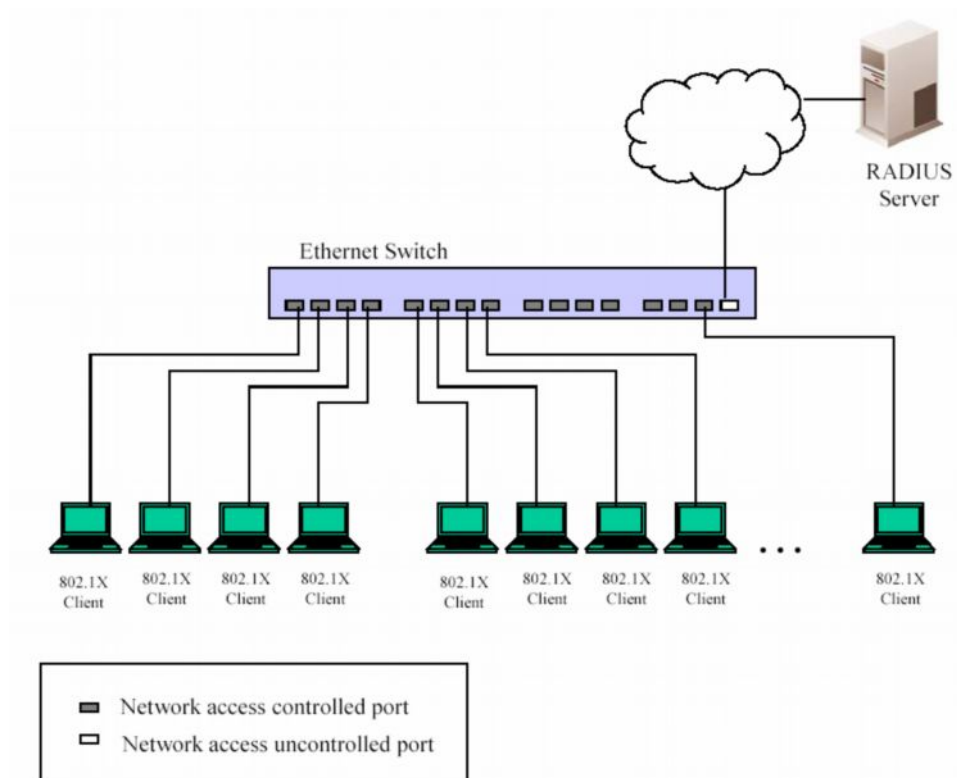 RADIUS
Server
Ethernet Switch
802.1X
Client
802.1X
Client
802.1X
Client
802.1X
Client
802.1X
Client
802.1X
Client
802.1X
Client
802.1X
Client
...
802.1X
Client
Network access controlled port
Network access uncontrolled port